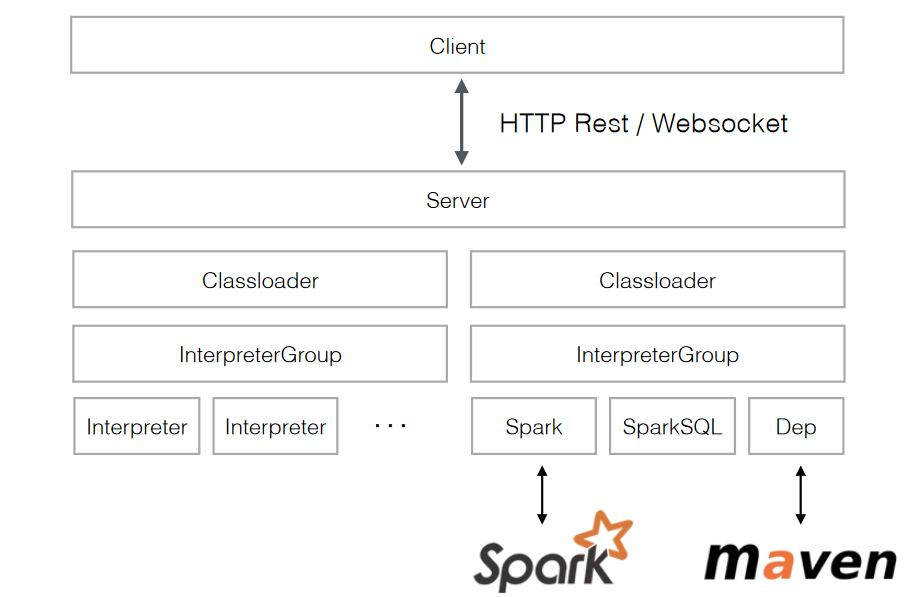 Client
HTTP Rest / Websocket
Server
Classloader Classloader
InterpreterGroup InterpreterGroup
Interpreter Interpreter ... Spark SparkSQL Dep
Spark maven